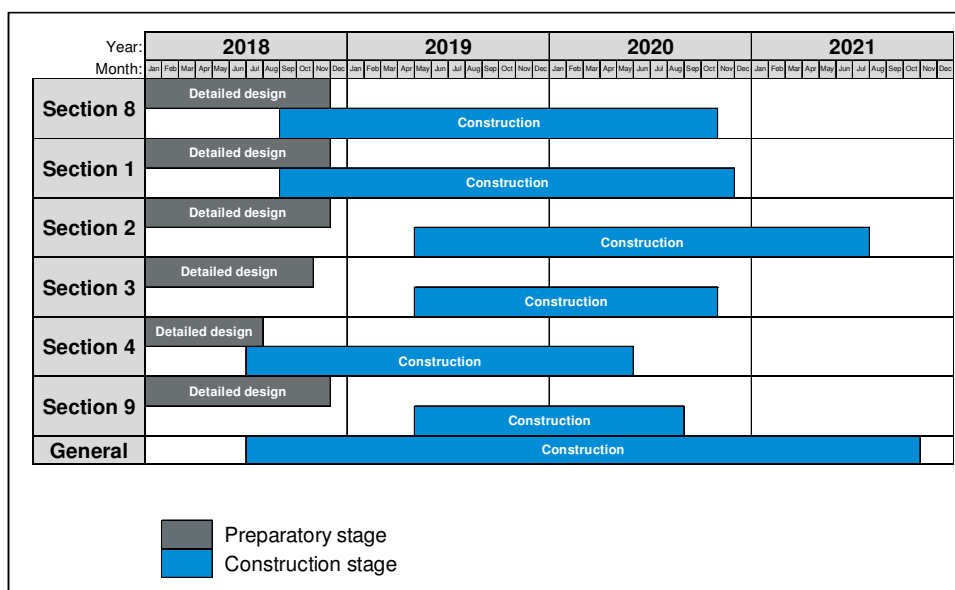 Year: 2018 2019 2020 2021
Month: Jan Feb Mar Apr May Jun Jul Aug Sep Oct Nov Dec Jan Feb Mar Apr May Jun Jul Aug Sep Oct Nov Dec Jan Feb Mar Apr May Jun Jul Aug Sep Oct Nov Dec Jan Feb Mar Apr May Jun Jul Aug Sep Oct Nov Dec
Section 8
Detailed design
Construction
Section 1
Detailed design
Construction
Section 2
Detailed design
Construction
Section 3
Detailed design
Construction
Section 4
Detailed design
Construction
Section 9
Detailed design
Construction
General Construction
Preparatory stage
Construction stage